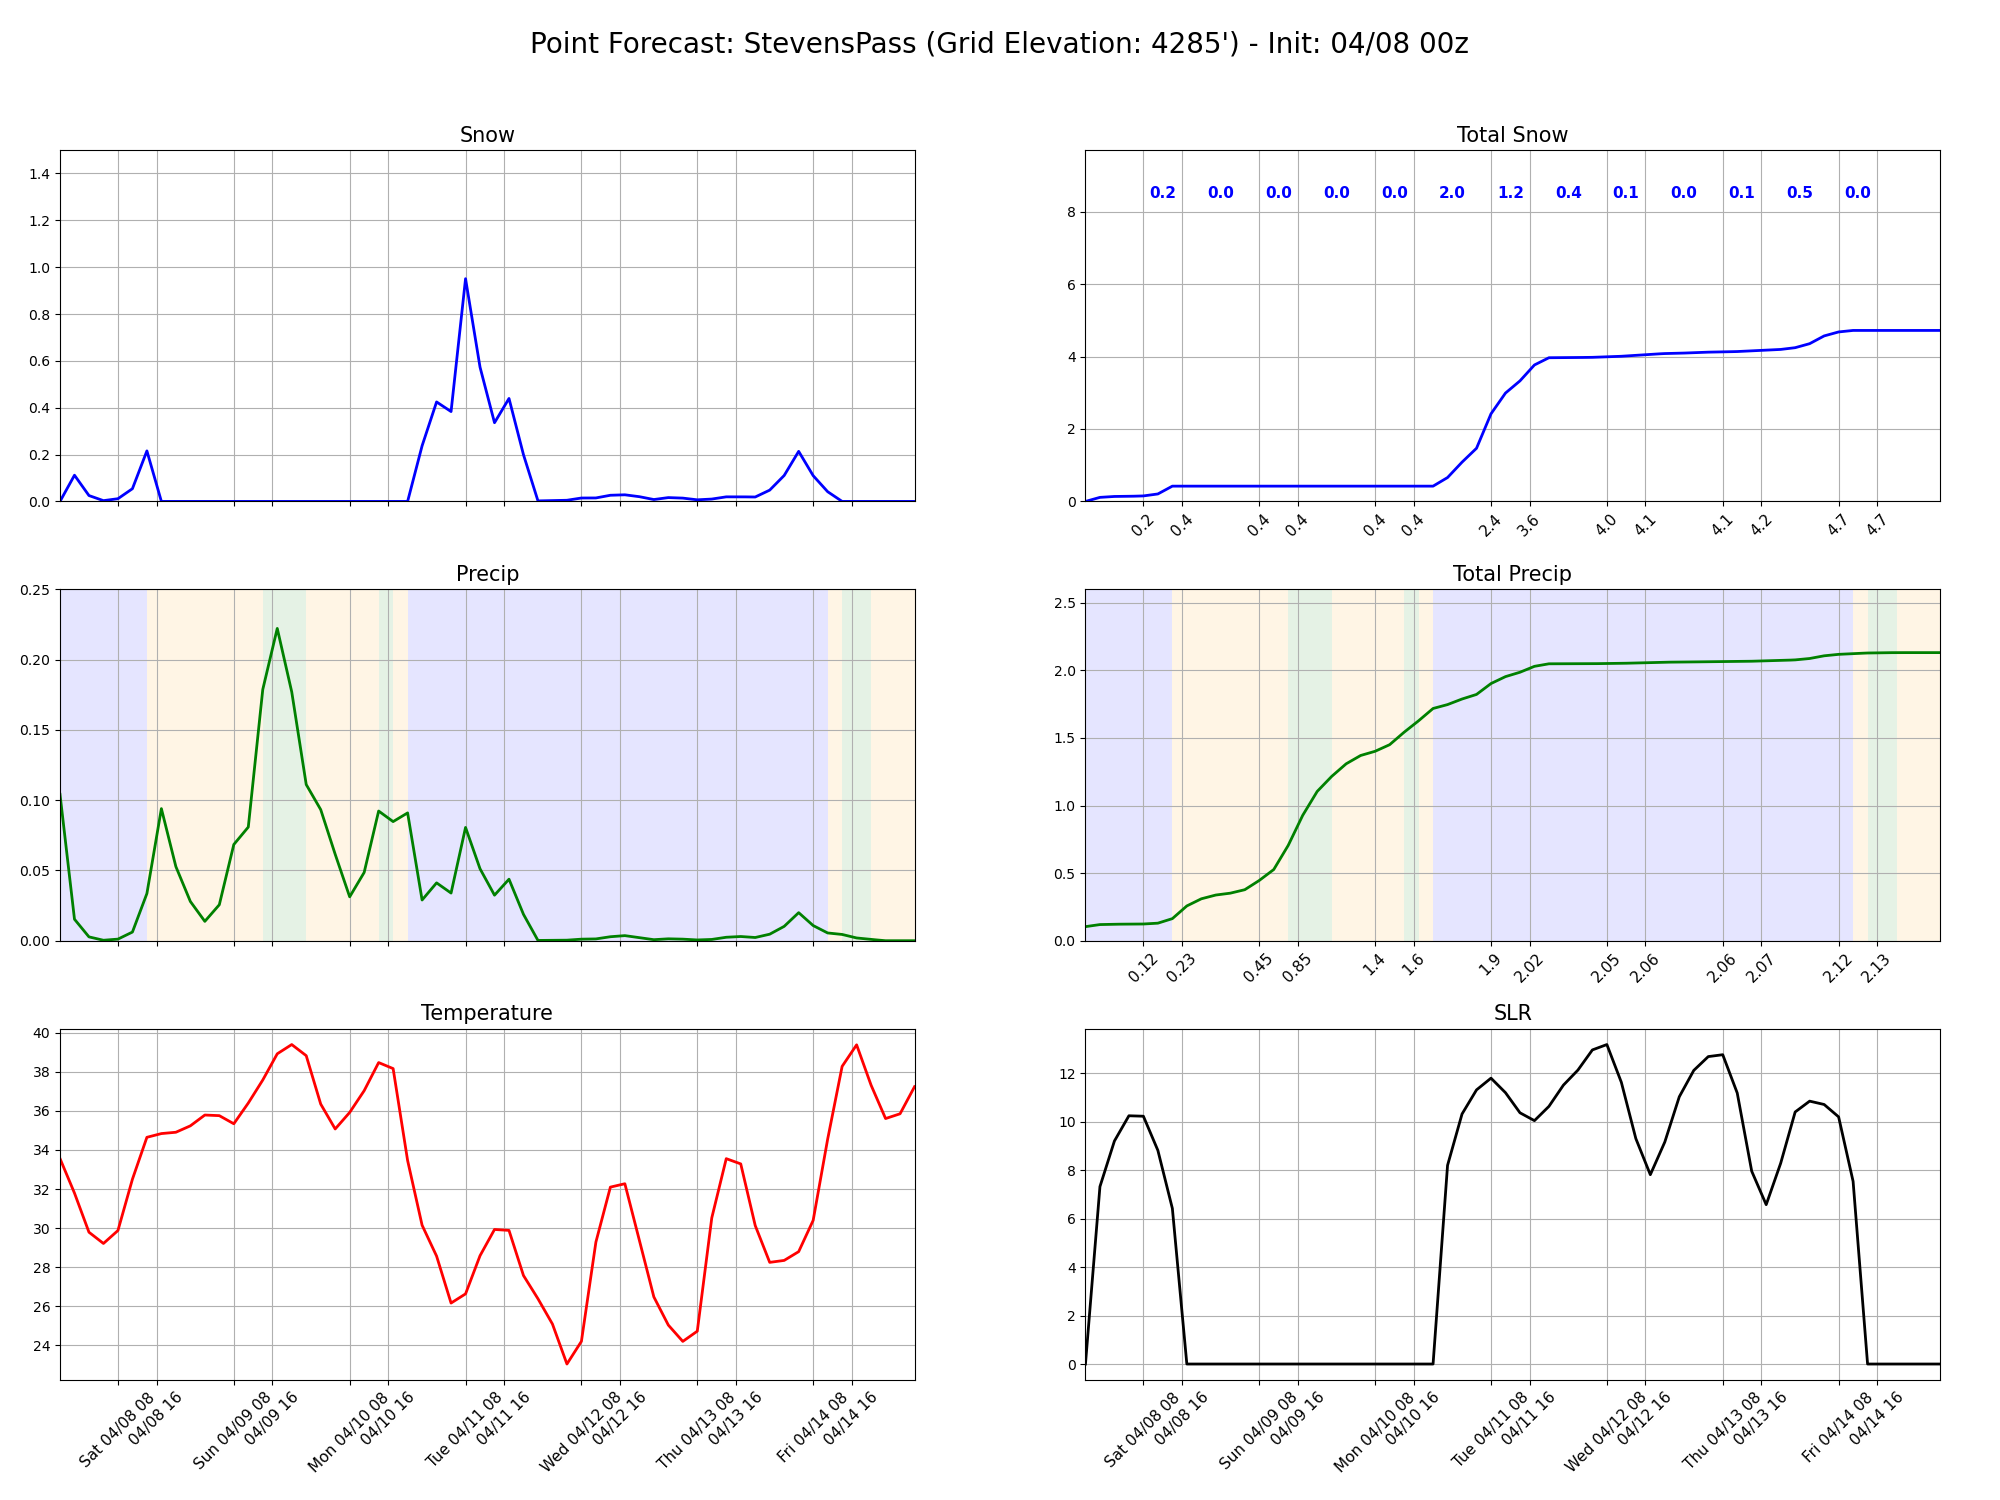 Point Forecast: StevensPass (Grid Elevation: 4285') - Init: 04/08 00z
Snow
1.4
1.2
1.0
0.8
0.6
0.4
0.2
0.0
Total Snow
0.2 0.0 0.0 0.0 0.0 2.0 1.2 0.4 0.1 0.0 0.1 0.5 0.0
8
6
4
2
0
0.2 0.4 0.4 0.4 0.4 0.4 2.4 3.6 4.0 4.1 4.1 4.2 4.7 4.7
Precip
0.25
0.20
0.15
0.10
0.05
0.00
Total Precip
2.5
2.0
1.5
1.0
0.5
0.0
0.12 0.23 0.45 0.85 1.4 1.6 1.9 2.02 2.05 2.06 2.06 2.07 2.12 2.13
Temperature
40
38
36
34
32
30
28
26
24
Sat 04/08 08
04/08 16
Sun 04/09 08
04/09 16
Mon 04/10 08
04/10 16
Tue 04/11 08
04/11 16
Wed 04/12 08
04/12 16
Thu 04/13 08
04/13 16
Fri 04/14 08
04/14 16
SLR
12
10
8
6
4
2
0
Sat 04/08 08
04/08 16
Sun 04/09 08
04/09 16
Mon 04/10 08
04/10 16
Tue 04/11 08
04/11 16
Wed 04/12 08
04/12 16
Thu 04/13 08
04/13 16
Fri 04/14 08
04/14 16